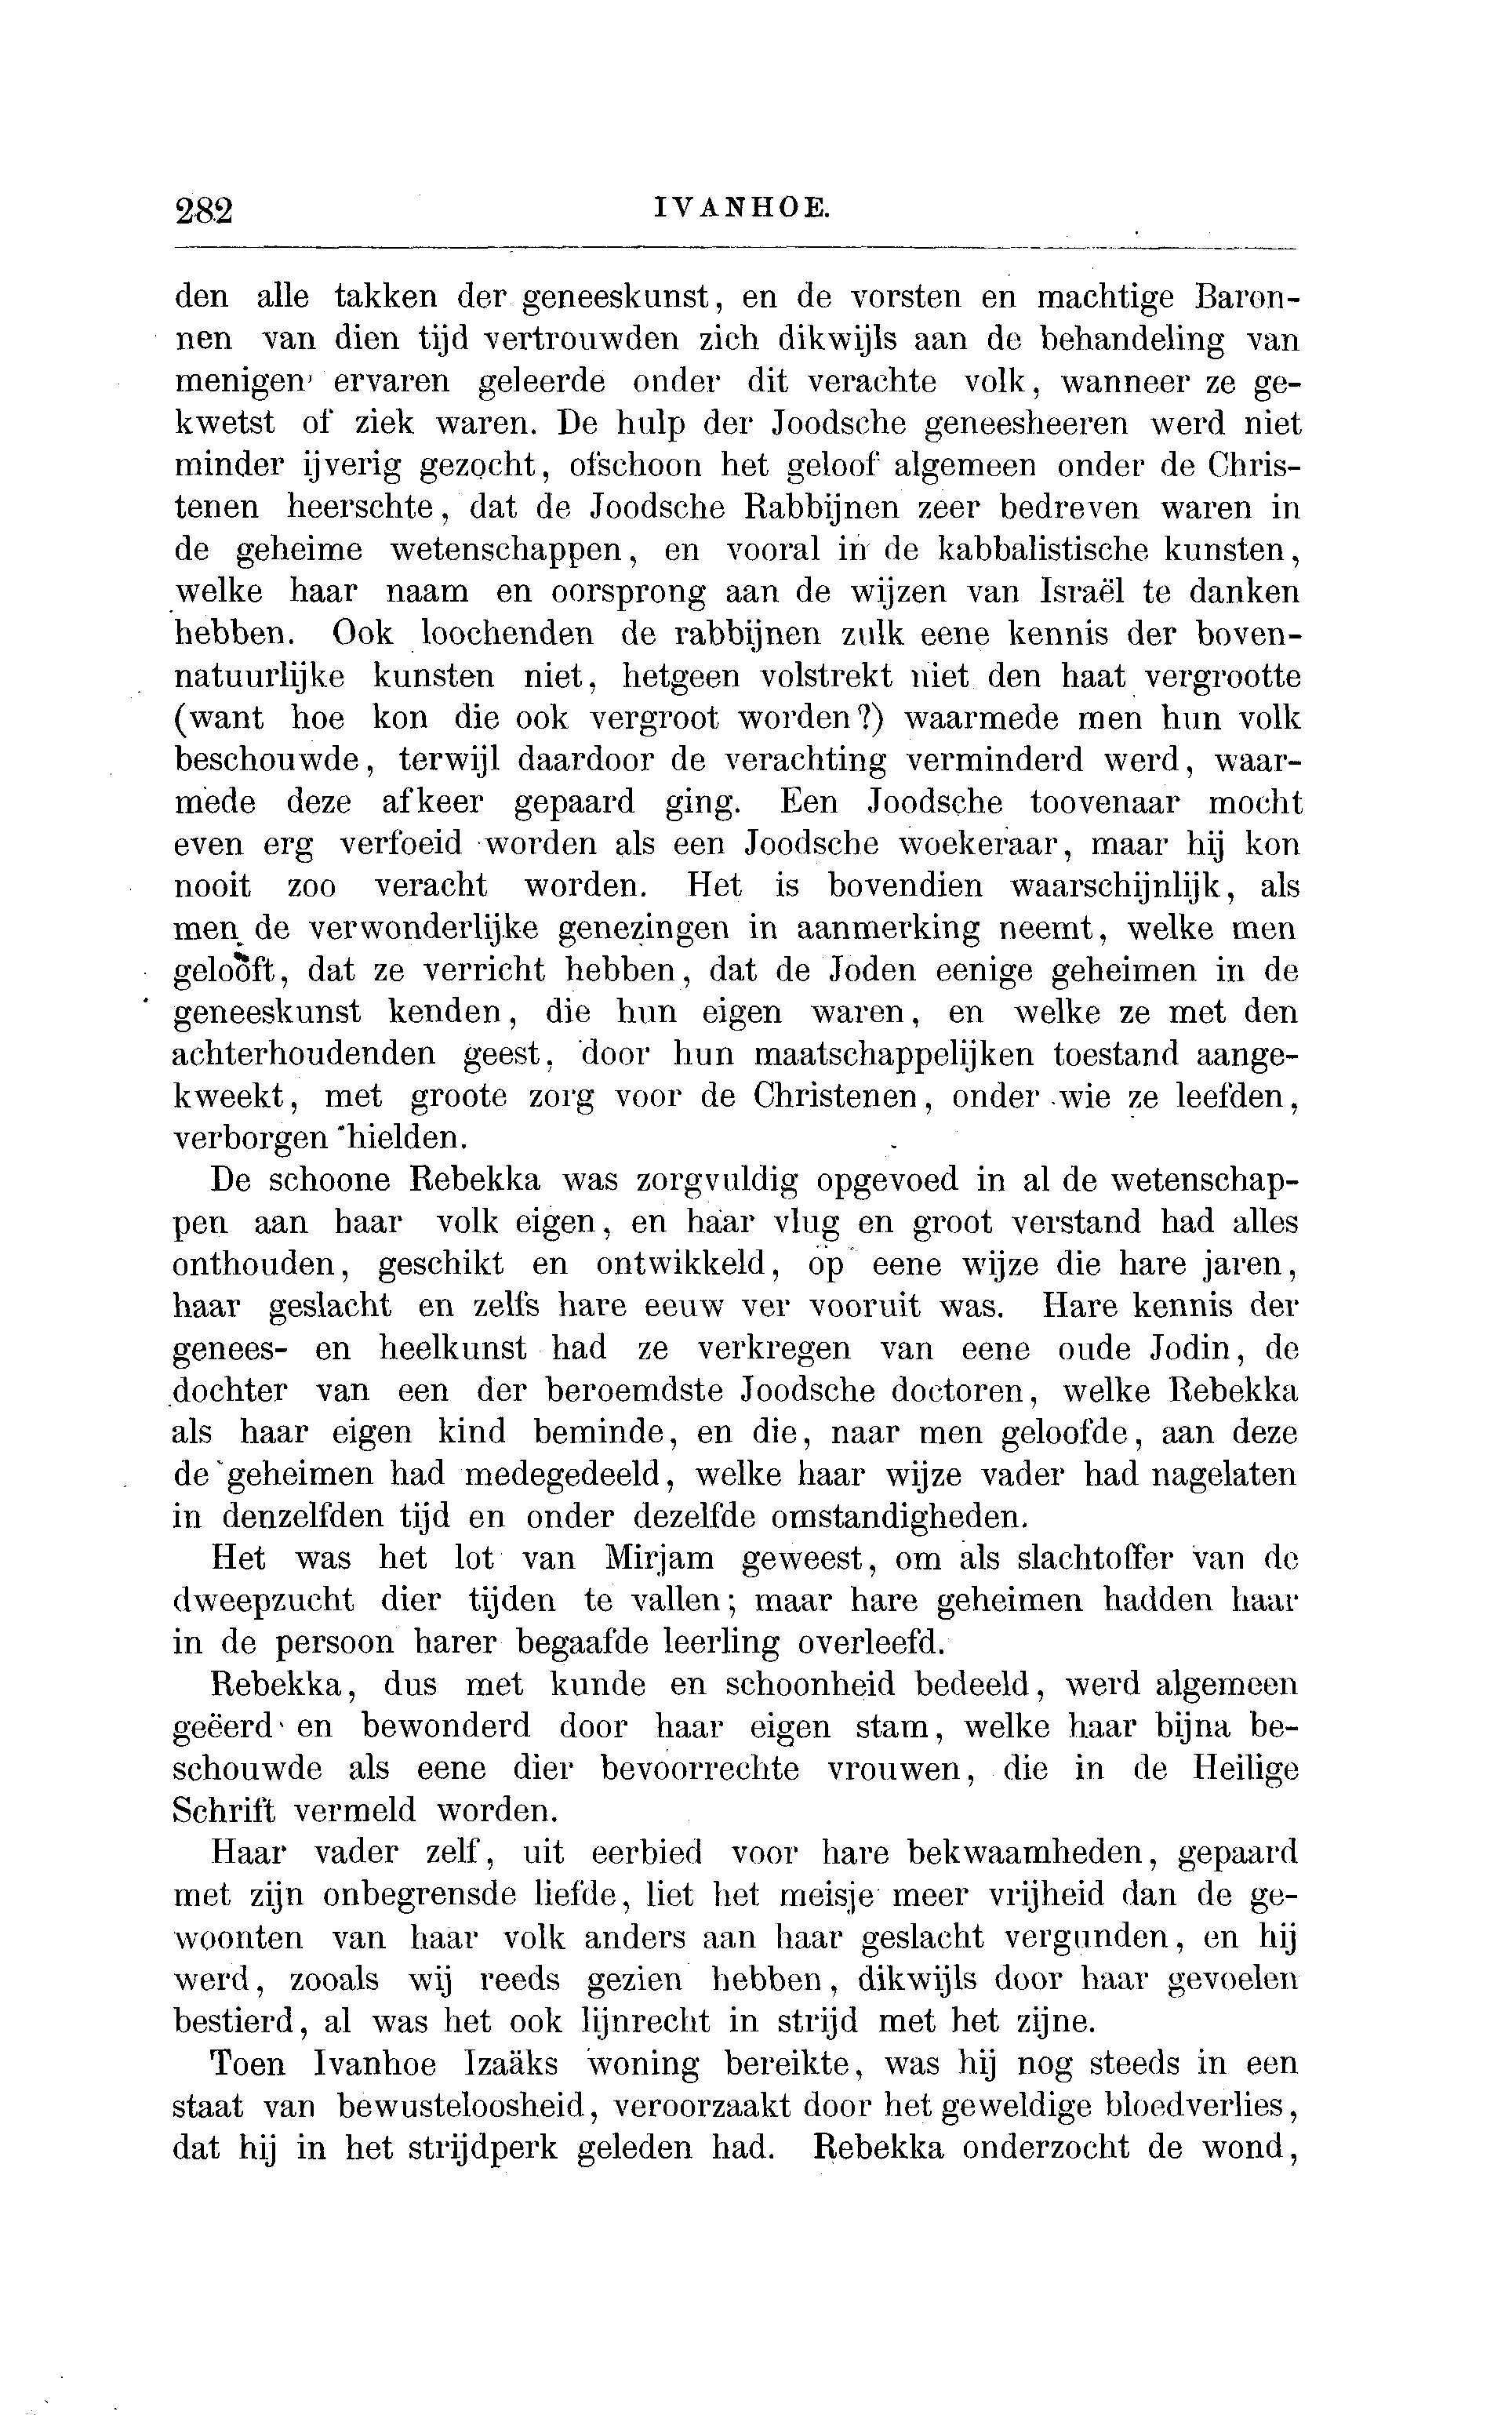 282 IVANHOE.
den alle takken der geneeskunst, en de vorsten en machtige Baron-
nen van dien tijd vertrouwden zich dikwijls aan de behandeling van
menigen ervaren geleerde onder dit verachte volk, wanneer ze ge-
kwetst of ziek waren. De hulp der Joodsche geneesheeren werd niet
minder ijverig gezocht, ofschoon het geloof algemeen onder de Chris-
tenen heerschte, dat de Joodsche Rabbijnen zeer bedreven waren in
de geheime wetenschappen, en vooral in de kabbalistische kunsten,
welke haar naam en oorsprong aan de wijzen van Israël te danken
hebben. Ook loochenden de rabbijnen zulk eene kennis der boven-
natuurlijke kunsten niet, hetgeen volstrekt niet den haat vergrootte
(want hoe kon die ook vergroot worden?) waarmede men hun volk
beschouwde, terwijl daardoor de verachting verminderd werd, waar-
mede deze afkeer gepaard ging. Een Joodsche toovenaar mocht
even erg verfoeid worden als een Joodsche woekeraar, maar hij kon
nooit zoo veracht worden. Het is bovendien waarschijnlijk, als
men de verwonderlijke genezingen in aanmerking neemt, welke men
gelooft, dat ze verricht hebben, dat de Joden eenige geheimen in de
geneeskunst kenden, die hun eigen waren, en welke ze met den
achterhoudenden geest, door hun maatschappelijken toestand aange-
kweekt, met groote zorg voor de Christenen, onder wie ze leefden,
verborgen hielden.
De schoone Rebekka was zorgvuldig opgevoed in al de wetenschap-
pen aan haar volk eigen, en haar vlug en groot verstand had alles
onthouden, geschikt en ontwikkeld, op eene wijze die hare jaren,
haar geslacht en zelfs hare eeuw ver vooruit was. Hare kennis der
genees- en heelkunst had ze verkregen van eene oude Jodin, de
dochter van een der beroemdste Joodsche doctoren, welke Rebekka
als haar eigen kind beminde, en die, naar men geloofde, aan deze
de geheimen had medegedeeld, welke haar wijze vader had nagelaten
in denzelfden tijd en onder dezelfde omstandigheden.
Het was het lot van Mirjam geweest, om als slachtoffer van de
dweepzucht dier tijden te vallen; maar hare geheimen hadden haar
in de persoon harer begaafde leerling overleefd.
Rebekka, dus met kunde en schoonheid bedeeld, werd algemeen
geëerd en bewonderd door haar eigen stam, welke haar bijna be-
schouwde als eene dier bevoorrechte vrouwen, die in de Heilige
Schrift vermeld worden.
Haar vader zelf, uit eerbied voor hare bekwaamheden, gepaard
met zijn onbegrensde liefde, liet het meisje meer vrijheid dan de ge-
woonten van haar volk anders aan haar geslacht vergunden, en hij
werd, zooals wij reeds gezien hebben, dikwijls door haar gevoelen
bestierd, al was het ook lijnrecht in strijd met het zijne.
Toen Ivanhoe Izaäks woning bereikte, was hij nog steeds in een
staat van bewusteloosheid, veroorzaakt door het geweldige bloedverlies,
dat hij in het strijdperk geleden had. Rebekka onderzocht de wond,